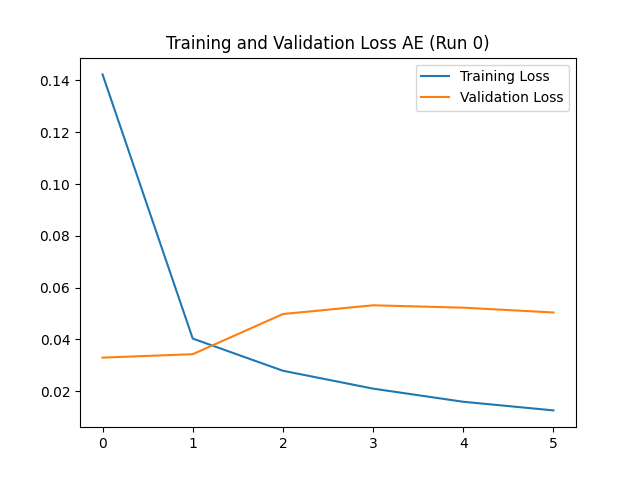 Training and Validation Loss AE (Run 0)
Training Loss
Validation Loss
0.14
0.12
0.10
0.08
0.06
0.04
0.02
0 1 2 3 4 5